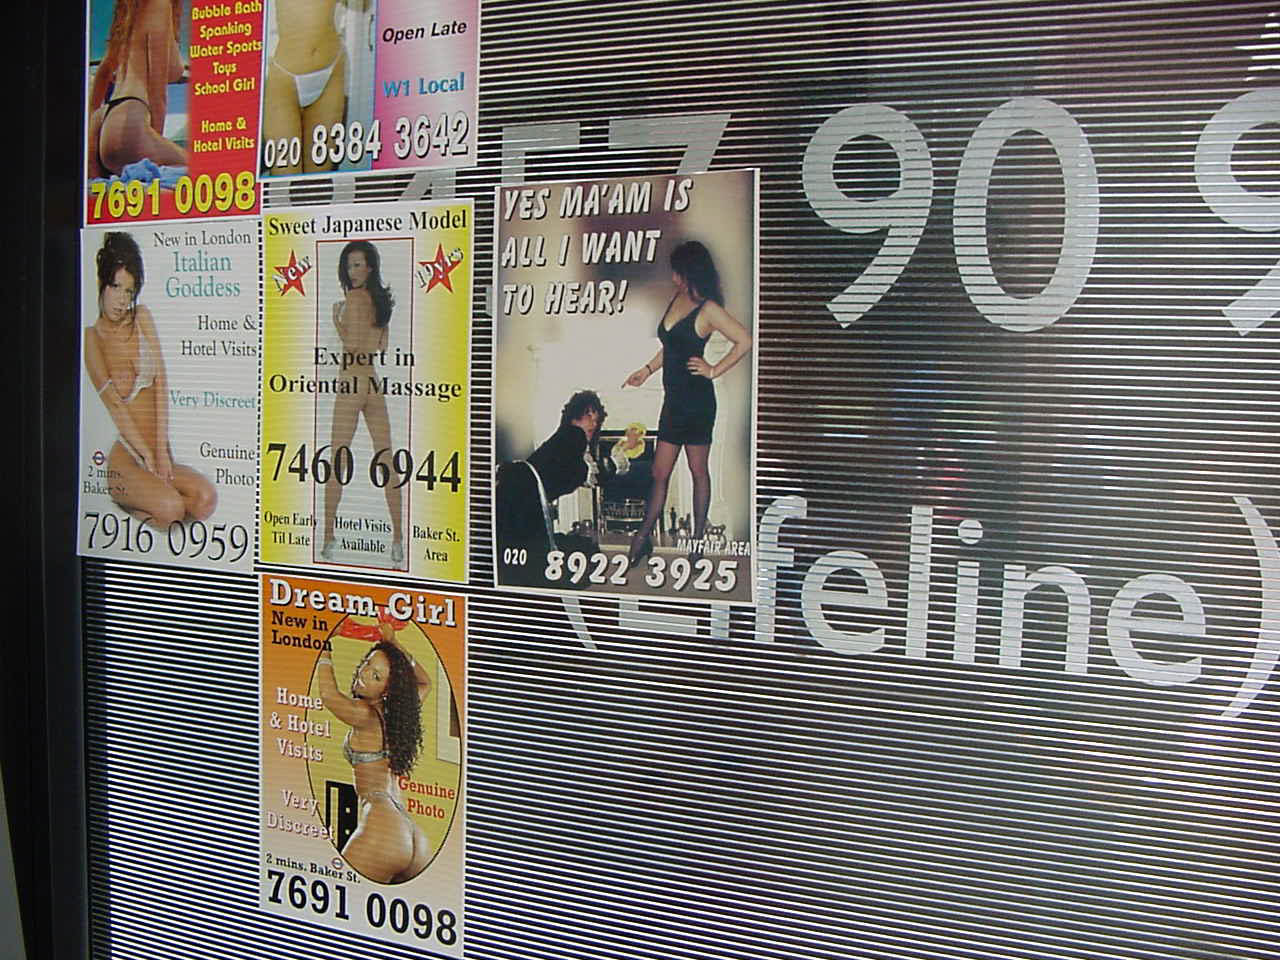 Bubble Bath
Spanking
Water Sports
Toys
School Girl
Home &
Hotel Visits
7691 0098
Open Late
W1 Local
020 8384 3642
New in London
Italian
Goddess
Home &
Hotel Visits
Very Discreet
Genuine
Photo
2 mins.
Baker St.
7916 0959
Sweet Japanese Model
New
19yrs
Expert in
Oriental Massage
7460 6944
Open Early
Til Late
Hotel Visits
Available
Baker St.
Area
YES MA'AM IS
ALL I WANT
TO HEAR!
MAYFAIR AREA
020 8922 3925
Dream Girl
New in
London
Home
& Hotel
Visits
Genuine
Photo
Very
Discreet
2 mins. Baker St.
7691 0098
90 9
(Lifeline)